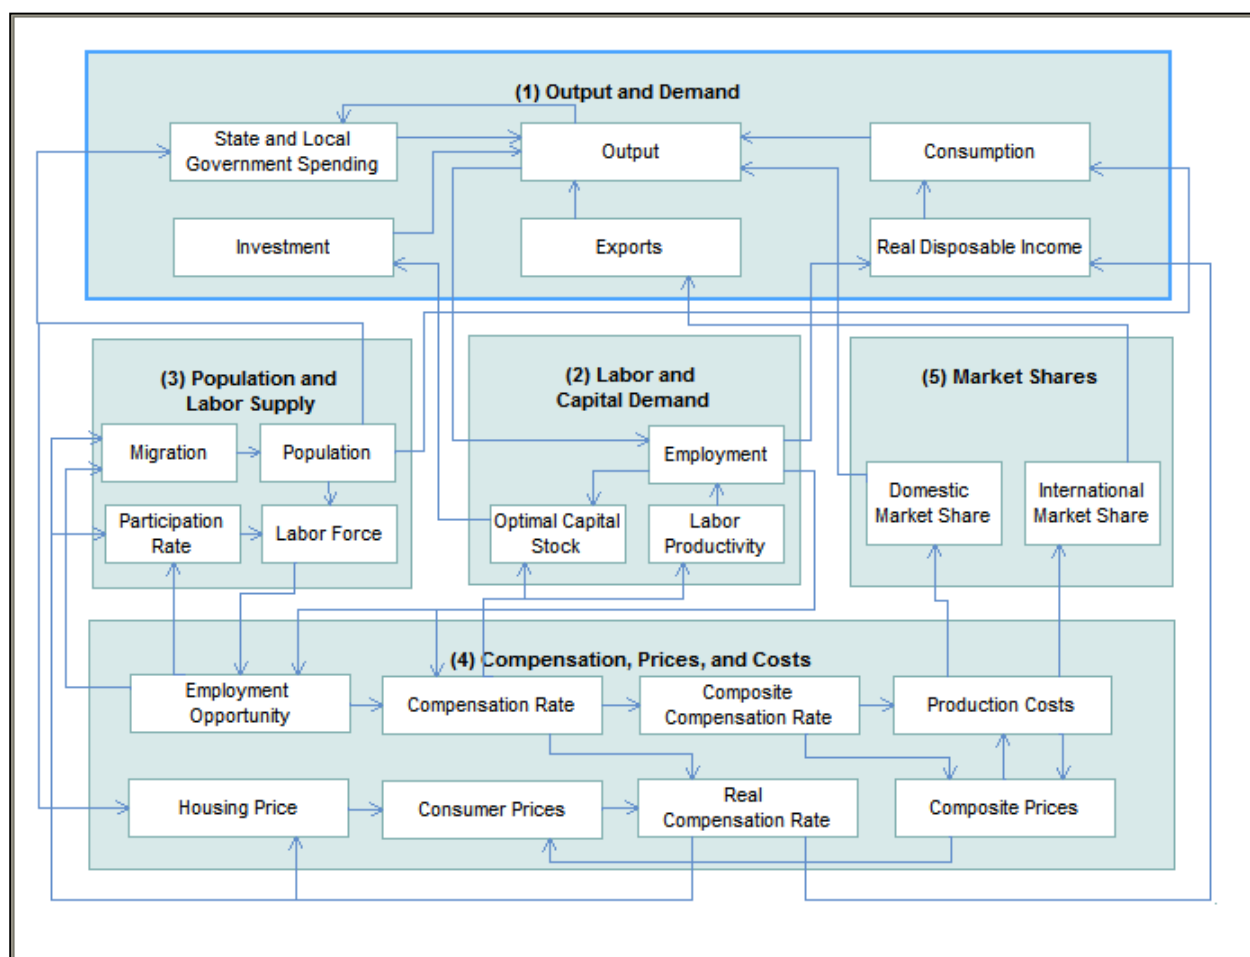 (1) Output and Demand
State and Local
Government Spending
Output
Consumption
Investment
Exports
Real Disposable Income
(3) Population and
Labor Supply
Migration
Population
Participation
Rate
Labor Force
(2) Labor and
Capital Demand
Employment
Optimal Capital
Stock
Labor
Productivity
(5) Market Shares
Domestic
Market Share
International
Market Share
(4) Compensation, Prices, and Costs
Employment
Opportunity
Compensation Rate
Composite
Compensation Rate
Production Costs
Housing Price
Consumer Prices
Real
Compensation Rate
Composite Prices